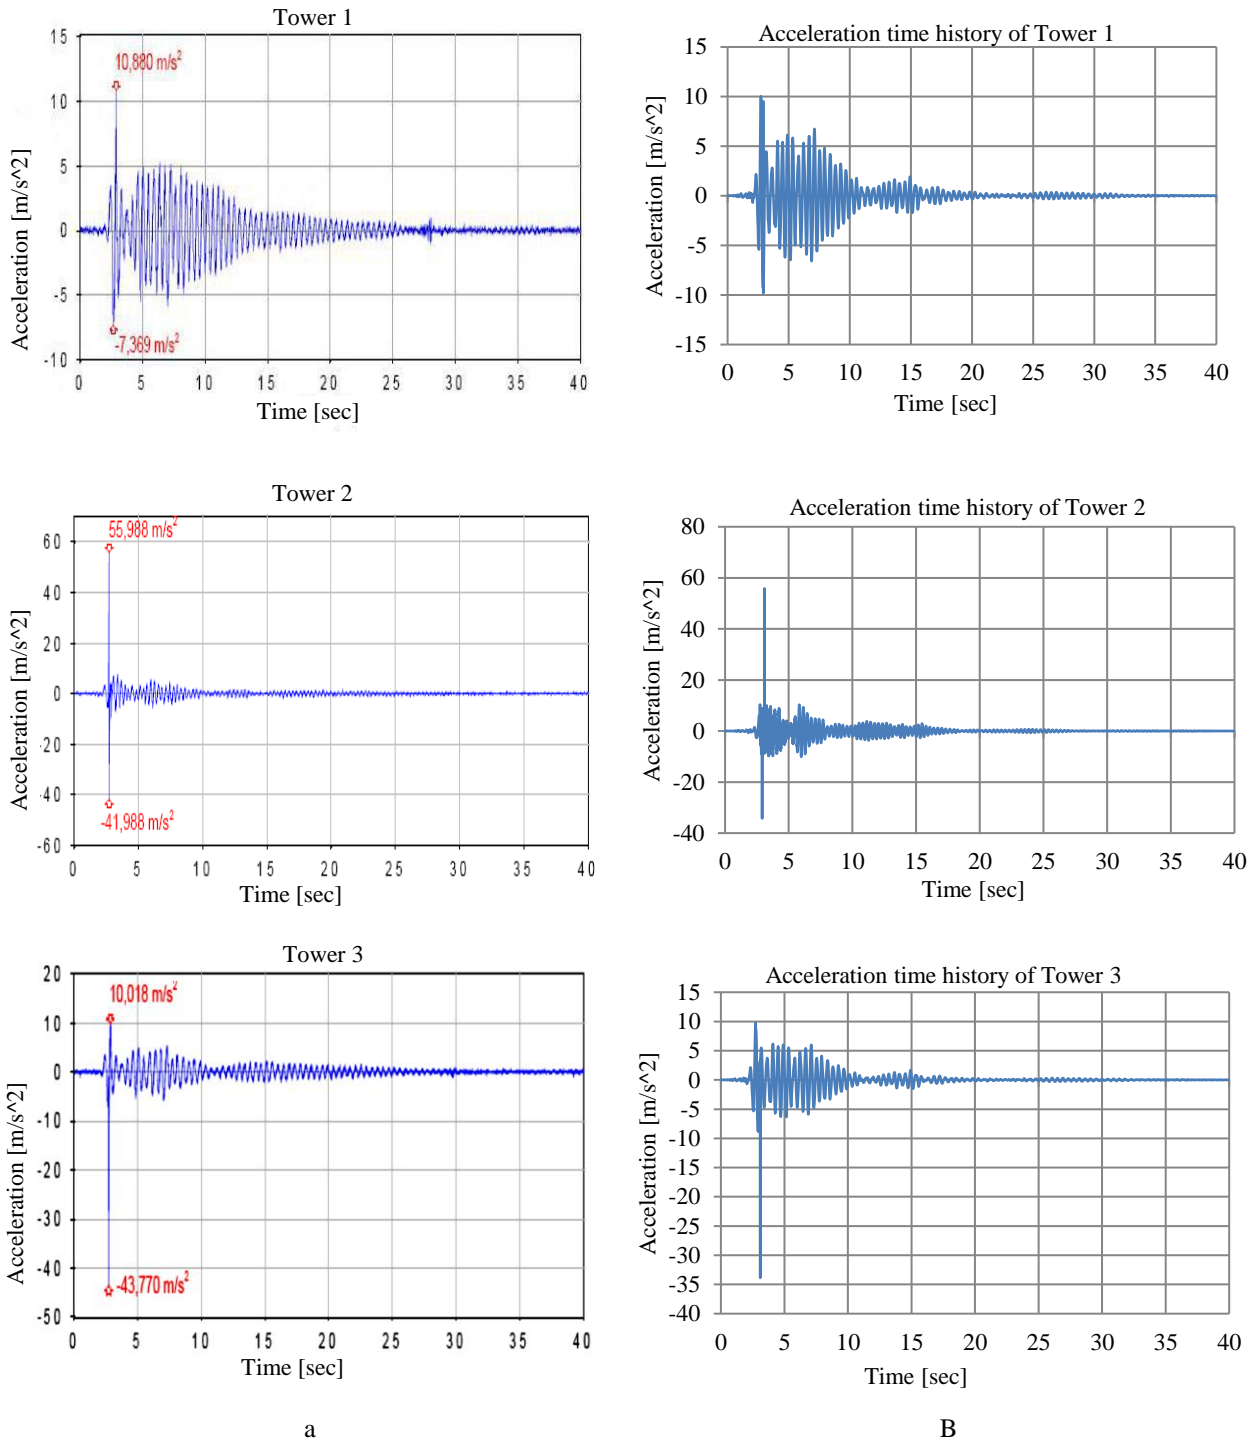 Tower 1
15
10,880 m/s²
10
5
0
-5
-7,369 m/s²
-10
0 5 10 15 20 25 30 35 40
Acceleration [m/s^2]
Time [sec]
Acceleration time history of Tower 1
15
10
5
0
-5
-10
-15
0 5 10 15 20 25 30 35 40
Acceleration [m/s^2]
Time [sec]
Tower 2
55,988 m/s²
60
40
20
0
-20
-40
-41,988 m/s²
-60
0 5 10 15 20 25 30 35 40
Acceleration [m/s^2]
Time [sec]
Acceleration time history of Tower 2
80
60
40
20
0
-20
-40
0 5 10 15 20 25 30 35 40
Acceleration [m/s^2]
Time [sec]
Tower 3
20
10,018 m/s²
10
0
-10
-20
-30
-40
-43,770 m/s²
-50
0 5 10 15 20 25 30 35 40
Acceleration [m/s^2]
Time [sec]
Acceleration time history of Tower 3
15
10
5
0
-5
-10
-15
-20
-25
-30
-35
-40
0 5 10 15 20 25 30 35 40
Acceleration [m/s^2]
Time [sec]
a
B